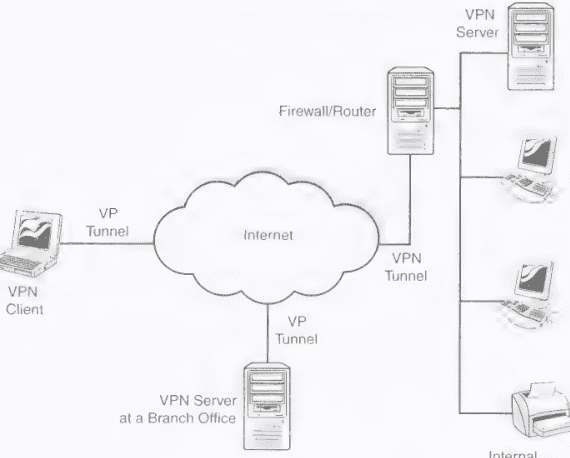 VPN
Server
Firewall/Router
Internet
VP
Tunnel
VPN
Tunnel
VPN
Client
VP
Tunnel
VPN Server
at a Branch Office
Internal